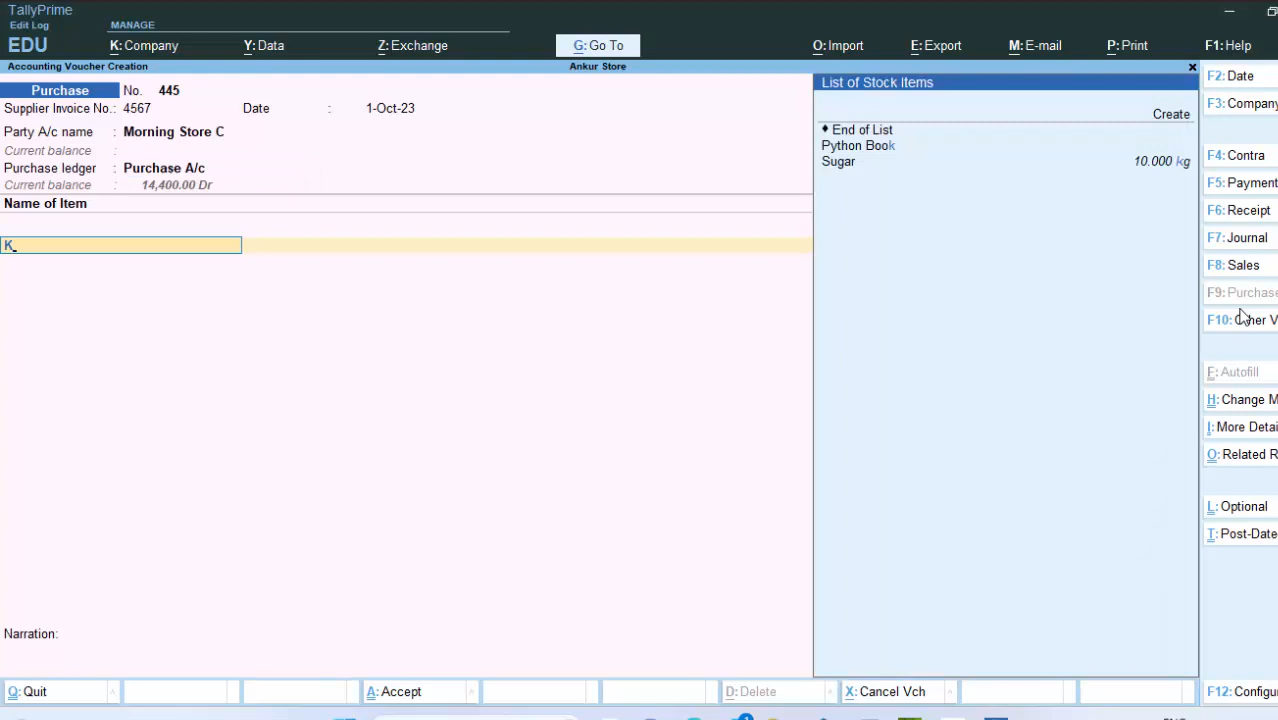 TallyPrime
Edit Log
EDU
MANAGE
K: Company
Y: Data
Z: Exchange
G: Go To
O: Import
E: Export
M: E-mail
P: Print
F1: Help
Accounting Voucher Creation
Ankur Store
Purchase No. 445
Supplier Invoice No.: 4567 Date : 1-Oct-23
Party A/c name : Morning Store C
Current balance :
Purchase ledger : Purchase A/c
Current balance : 14,400.00 Dr
Name of Item
K
Narration:
List of Stock Items
Create
♦ End of List
Python Book
Sugar 10.000 kg
F2: Date
F3: Company
F4: Contra
F5: Payment
F6: Receipt
F7: Journal
F8: Sales
F9: Purchase
F10: Other V
F: Autofill
H: Change M
I: More Detai
O: Related R
L: Optional
T: Post-Date
F12: Configu
Q: Quit
A: Accept
D: Delete
X: Cancel Vch